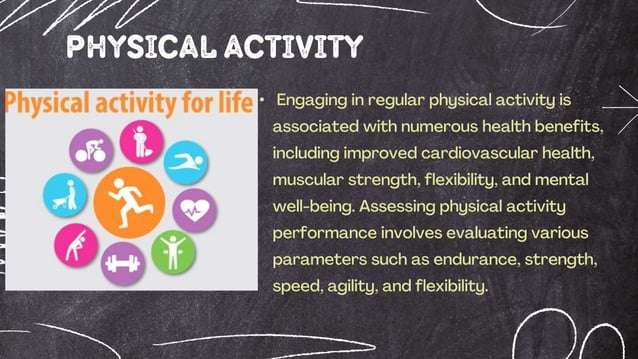 PHYSICAL ACTIVITY
Physical activity for life
• Engaging in regular physical activity is
associated with numerous health benefits,
including improved cardiovascular health,
muscular strength, flexibility, and mental
well-being. Assessing physical activity
performance involves evaluating various
parameters such as endurance, strength,
speed, agility, and flexibility.